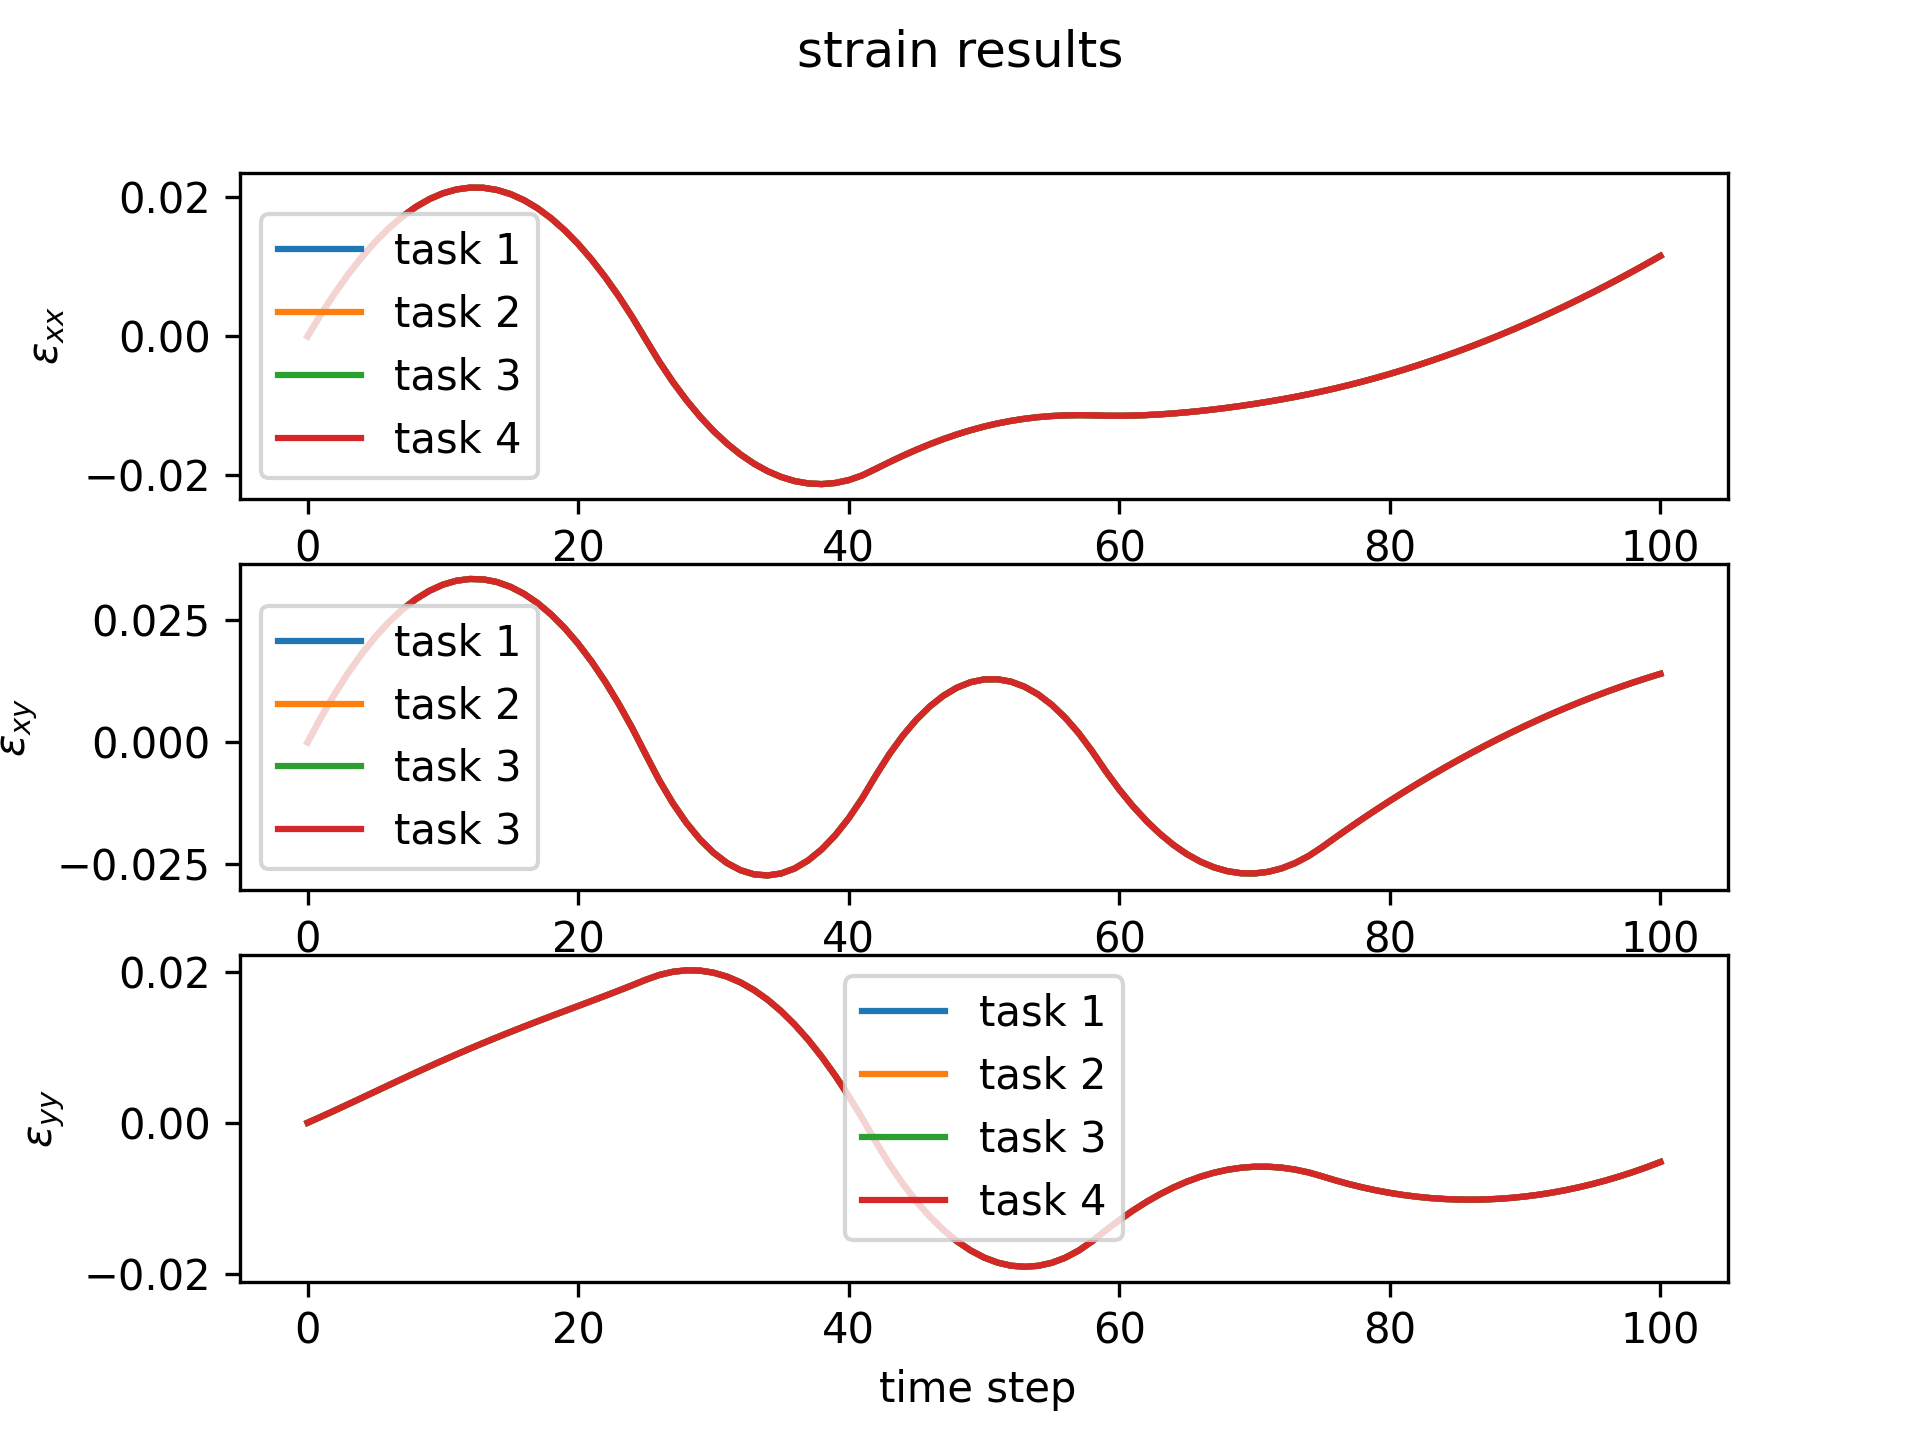 strain results
0.02
0.00
−0.02
εxx
task 1
task 2
task 3
task 4
0 20 40 60 80 100
0.025
0.000
−0.025
εxy
task 1
task 2
task 3
task 3
0 20 40 60 80 100
0.02
0.00
−0.02
εyy
task 1
task 2
task 3
task 4
0 20 40 60 80 100
time step